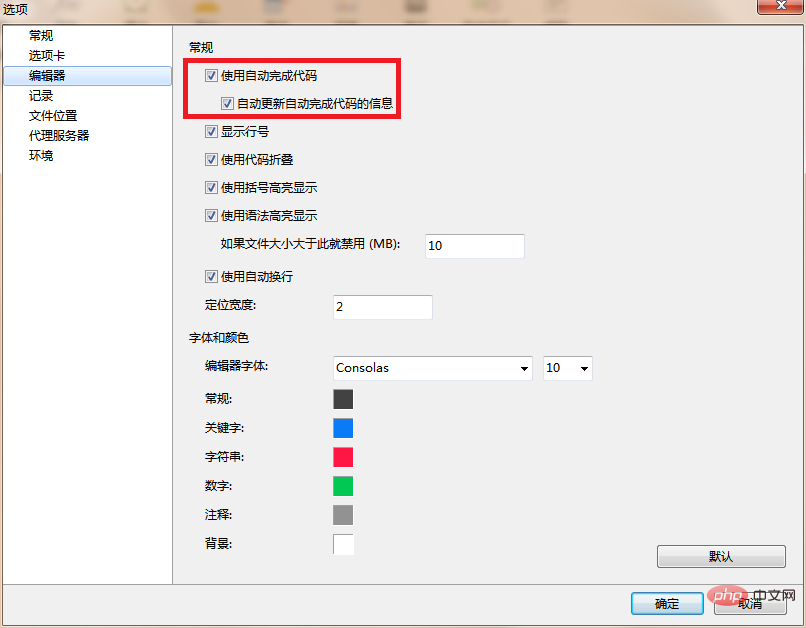 选项
常规
选项卡
编辑器
记录
文件位置
代理服务器
环境
常规
使用自动完成代码
自动更新自动完成代码的信息
显示行号
使用代码折叠
使用括号高亮显示
使用语法高亮显示
如果文件大小大于此就禁用 (MB): 10
使用自动换行
定位宽度: 2
字体和颜色
编辑器字体: Consolas 10
常规:
关键字:
字符串:
数字:
注释:
背景:
默认
确定 取消
php 中文网